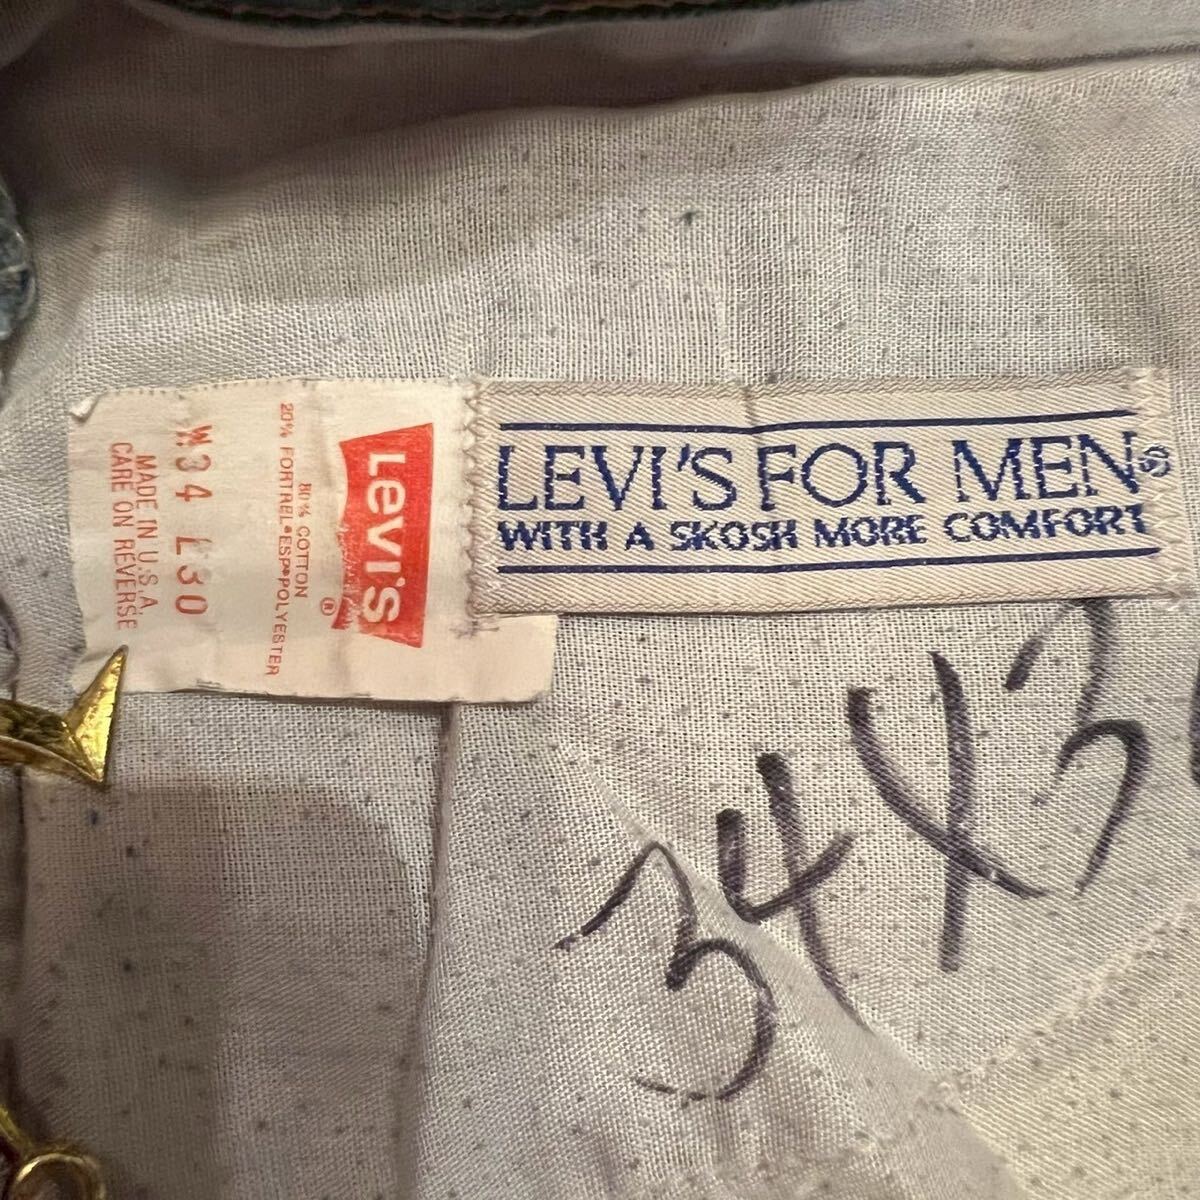 LEVI'S FOR MEN®
WITH A SKOSH MORE COMFORT
LEVI'S
®
80% COTTON
20% FORTREL® ESP® POLYESTER
W34 L30
MADE IN U.S.A.
CARE ON REVERSE
34X3